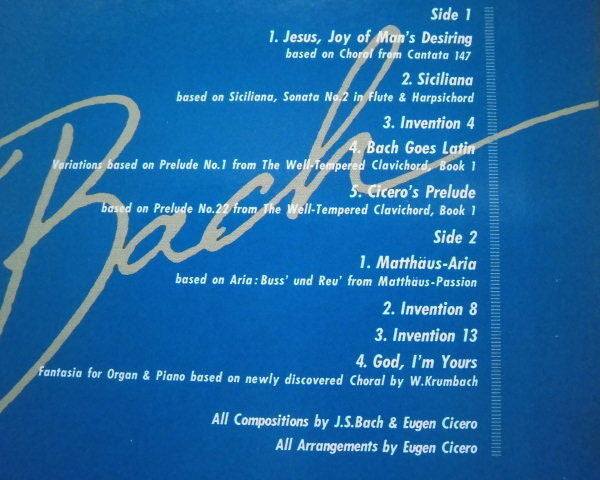 Bach
Side 1
1. Jesus, Joy of Man's Desiring
based on Choral from Cantata 147
2. Siciliana
based on Siciliana, Sonata No.2 in Flute & Harpsichord
3. Invention 4
4. Bach Goes Latin
Variations based on Prelude No.1 from The Well-Tempered Clavichord, Book 1
5. Cicero's Prelude
based on Prelude No.22 from The Well-Tempered Clavichord, Book 1
Side 2
1. Matthäus-Aria
based on Aria: Buss' und Reu' from Matthäus-Passion
2. Invention 8
3. Invention 13
4. God, I'm Yours
Fantasia for Organ & Piano based on newly discovered Choral by W.Krumbach
All Compositions by J.S.Bach & Eugen Cicero
All Arrangements by Eugen Cicero